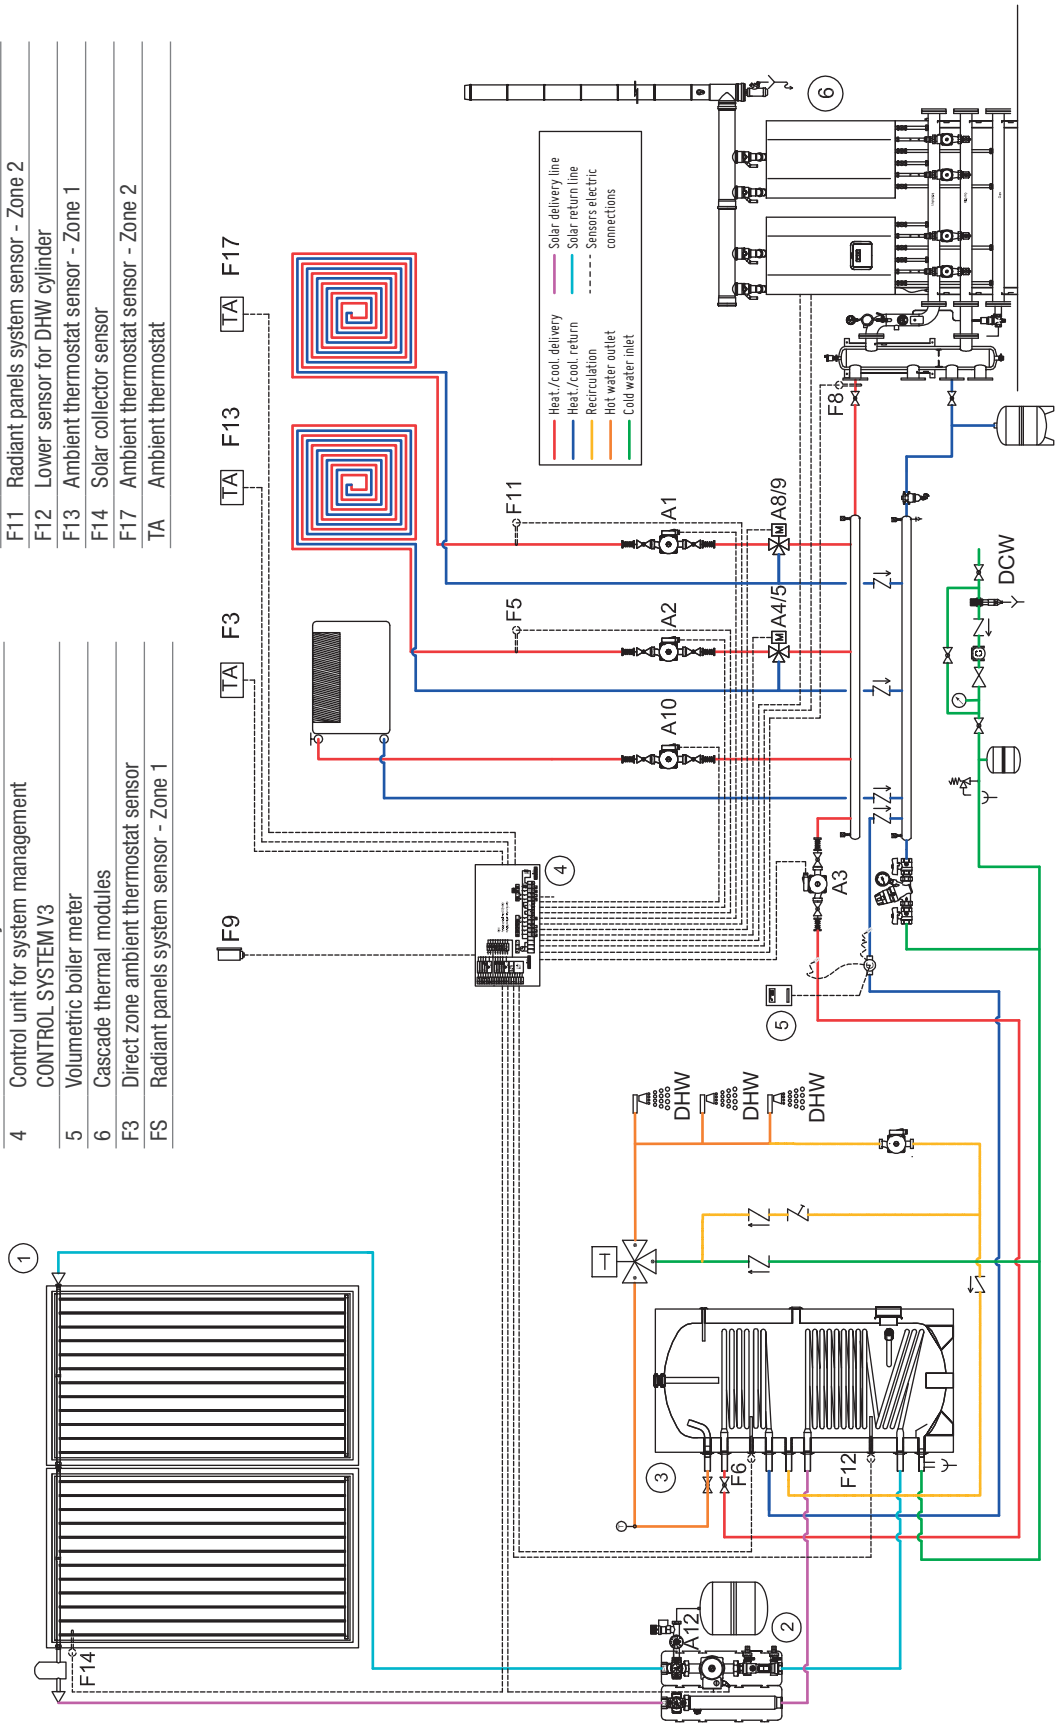 4 Control unit for system management
CONTROL SYSTEM V3
5 Volumetric boiler meter
6 Cascade thermal modules
F3 Direct zone ambient thermostat sensor
FS Radiant panels system sensor - Zone 1
F11 Radiant panels system sensor - Zone 2
F12 Lower sensor for DHW cylinder
F13 Ambient thermostat sensor - Zone 1
F14 Solar collector sensor
F17 Ambient thermostat sensor - Zone 2
TA Ambient thermostat
1
F14
A12
2
3
F6
F12
T
DHW
DHW
DHW
F9
4
5
A3
TA F3
TA F13
TA F17
F5
F11
A10
A2
A1
M
A4/5
M
A8/9
Heat./cool. delivery
Heat./cool. return
Recirculation
Hot water outlet
Cold water inlet
Solar delivery line
Solar return line
Sensors electric
connections
F8
6
DCW